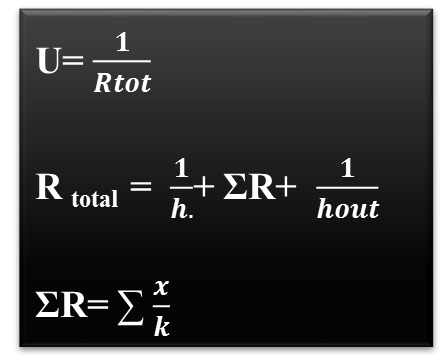 U= 1/Rtot
R total = 1/h. + ΣR+ 1/hout
ΣR= ∑ x/k